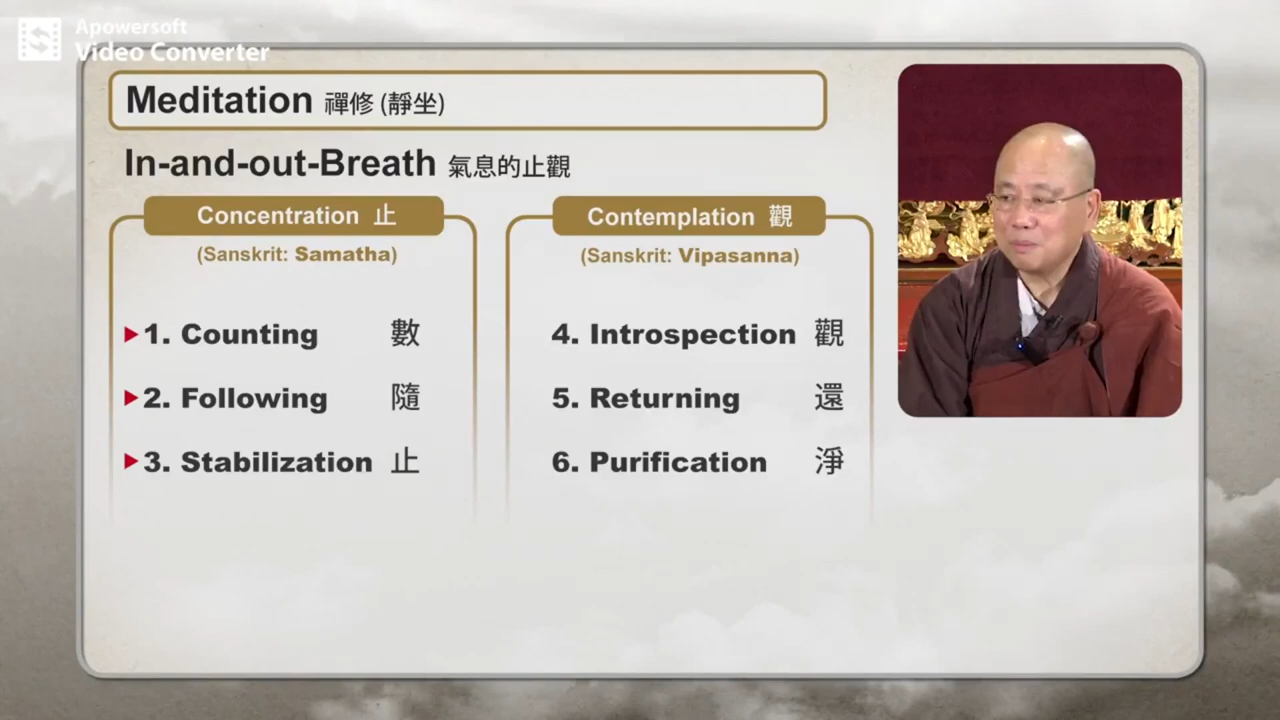 Apowersoft
Video Converter
Meditation 禪修 (靜坐)
In-and-out-Breath 氣息的止觀
Concentration 止
(Sanskrit: Samatha)
1. Counting 數
2. Following 隨
3. Stabilization 止
Contemplation 觀
(Sanskrit: Vipasanna)
4. Introspection 觀
5. Returning 還
6. Purification 淨